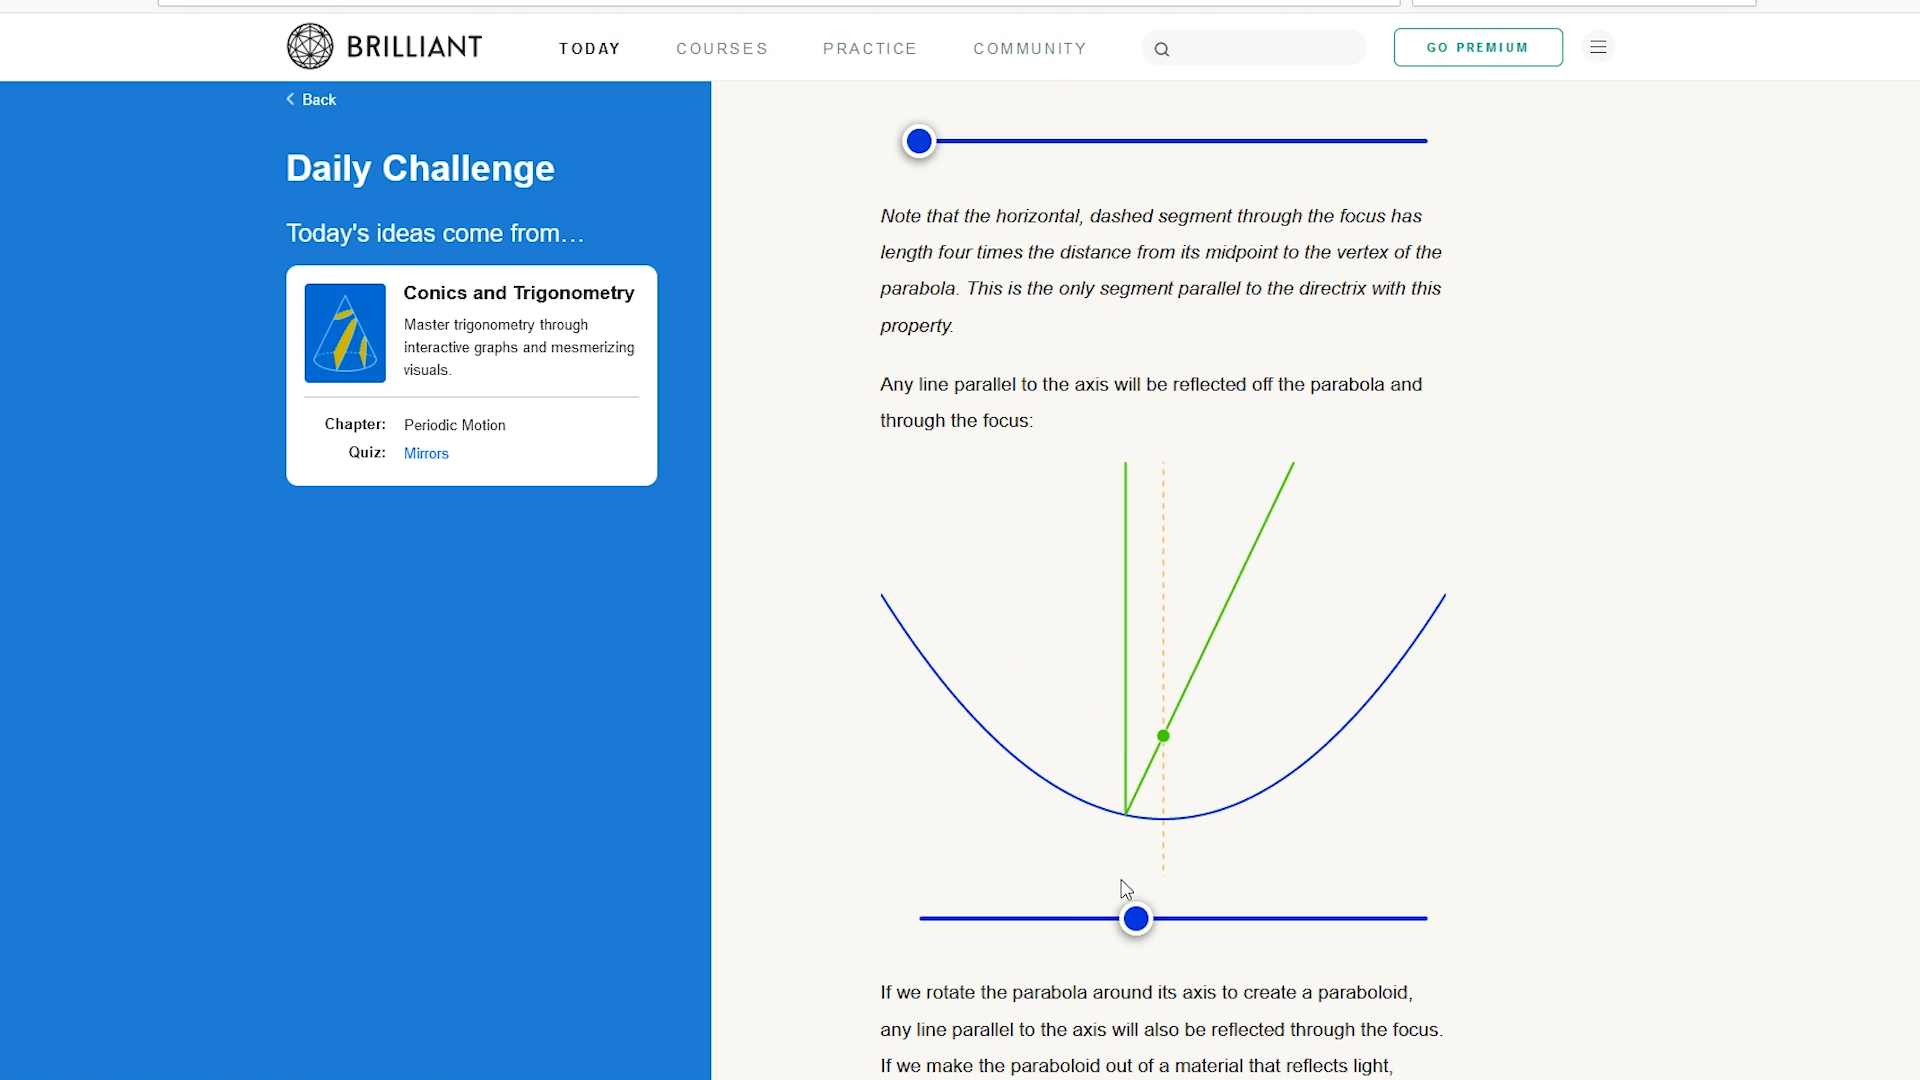 BRILLIANT
TODAY
COURSES
PRACTICE
COMMUNITY
GO PREMIUM
Back
Daily Challenge
Today's ideas come from…
Conics and Trigonometry
Master trigonometry through
interactive graphs and mesmerizing
visuals.
Chapter: Periodic Motion
Quiz: Mirrors
Note that the horizontal, dashed segment through the focus has
length four times the distance from its midpoint to the vertex of the
parabola. This is the only segment parallel to the directrix with this
property.
Any line parallel to the axis will be reflected off the parabola and
through the focus:
If we rotate the parabola around its axis to create a paraboloid,
any line parallel to the axis will also be reflected through the focus.
If we make the paraboloid out of a material that reflects light,